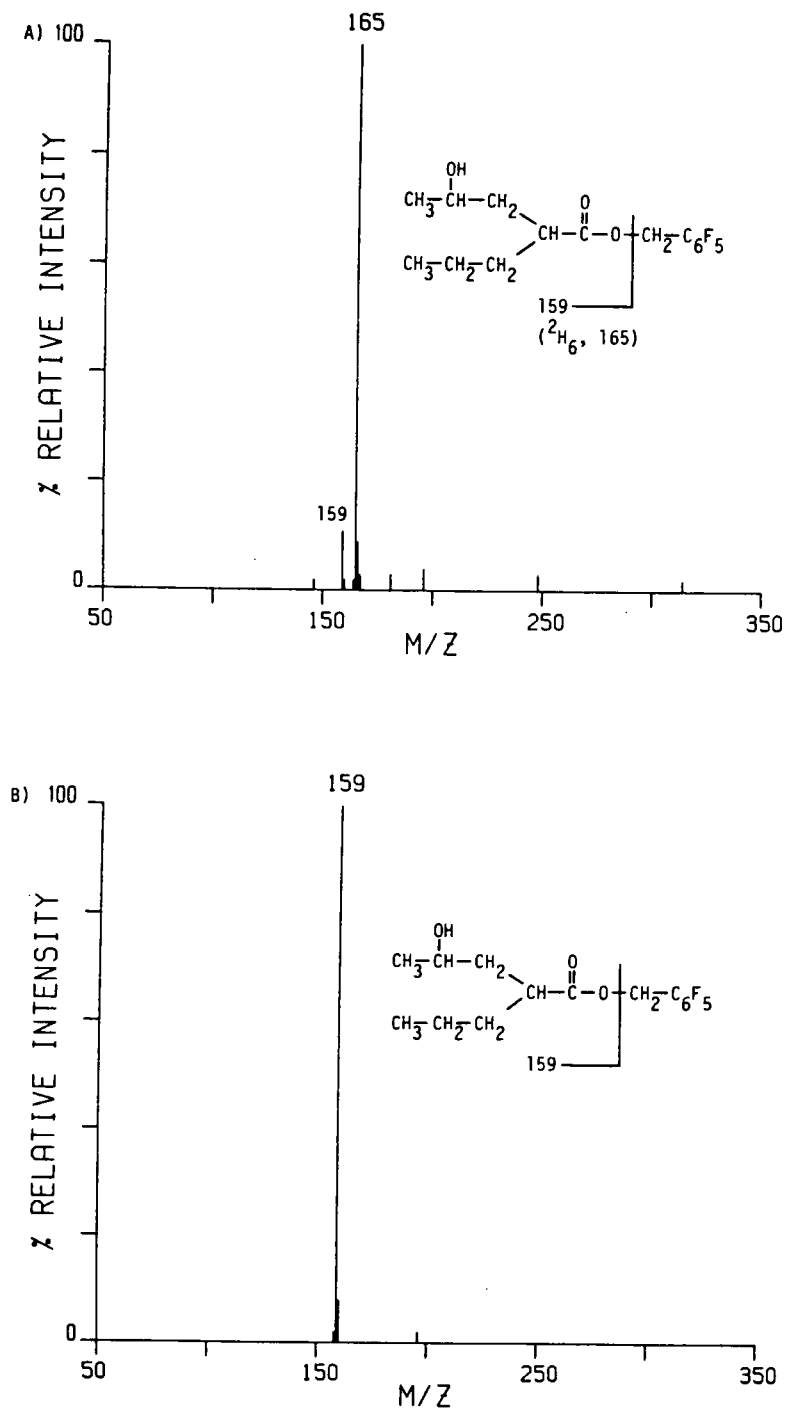 A) 100
165
% RELATIVE INTENSITY
OH
CH3-CH-CH2
O
CH-C-O-CH2-C6F5
CH3-CH2-CH2
159
(2H6, 165)
159
0
50 150 250 350
M/Z
B) 100
159
% RELATIVE INTENSITY
OH
CH3-CH-CH2
O
CH-C-O-CH2-C6F5
CH3-CH2-CH2
159
0
50 150 250 350
M/Z